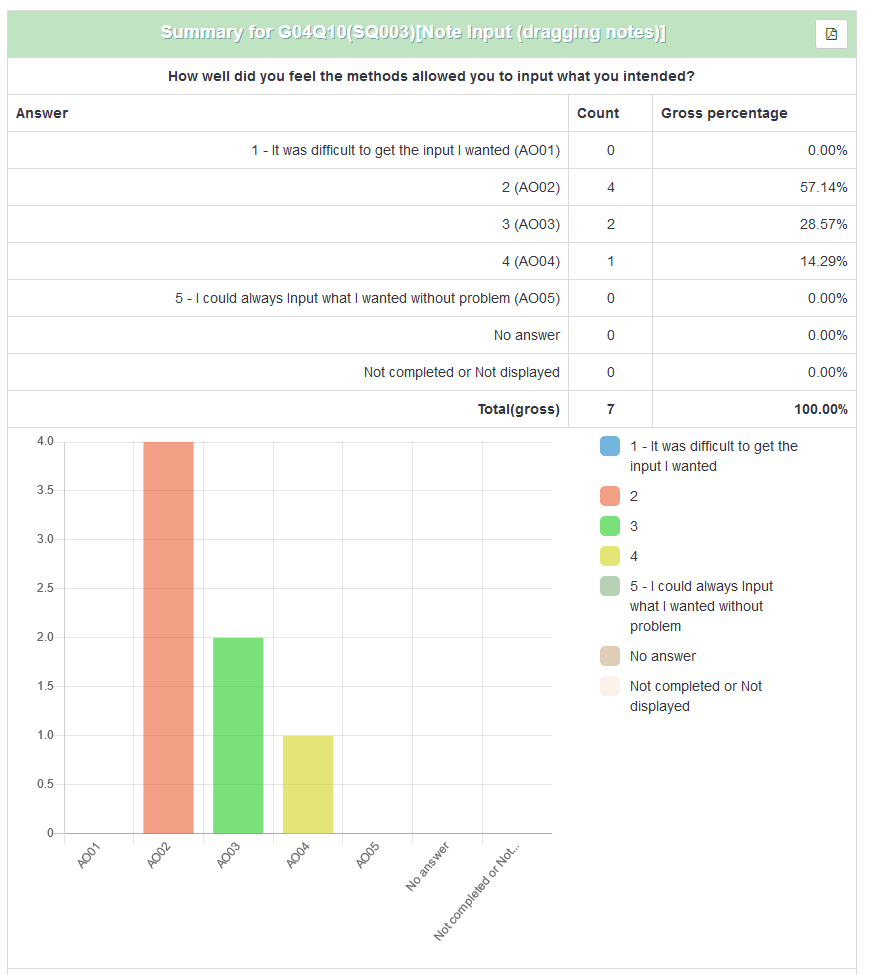 Summary for G04Q10(SQ003)[Note Input (dragging notes)]
How well did you feel the methods allowed you to input what you intended?
Answer Count Gross percentage
1 - It was difficult to get the input I wanted (AO01) 0 0.00%
2 (AO02) 4 57.14%
3 (AO03) 2 28.57%
4 (AO04) 1 14.29%
5 - I could always Input what I wanted without problem (AO05) 0 0.00%
No answer 0 0.00%
Not completed or Not displayed 0 0.00%
Total(gross) 7 100.00%
4.0
3.5
3.0
2.5
2.0
1.5
1.0
0.5
0
AO01
AO02
AO03
AO04
AO05
No answer
Not completed or Not...
1 - It was difficult to get the
input I wanted
2
3
4
5 - I could always Input
what I wanted without
problem
No answer
Not completed or Not
displayed